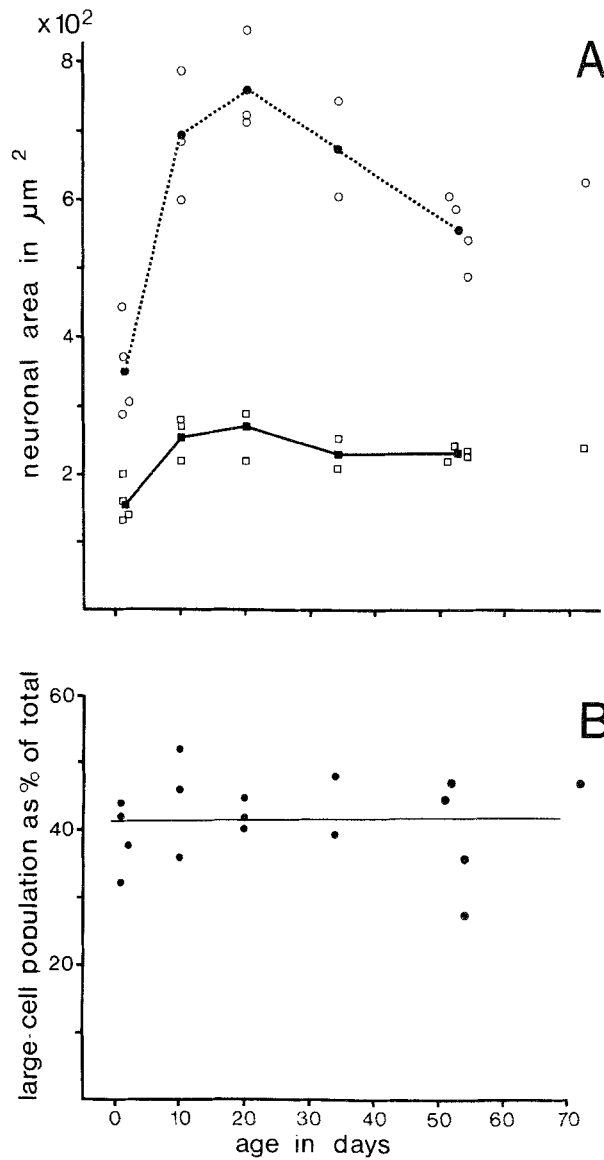 x10²
A
8
6
4
2
neuronal area in µm²
B
60
40
20
large-cell population as % of total
0 10 20 30 40 50 60 70
age in days